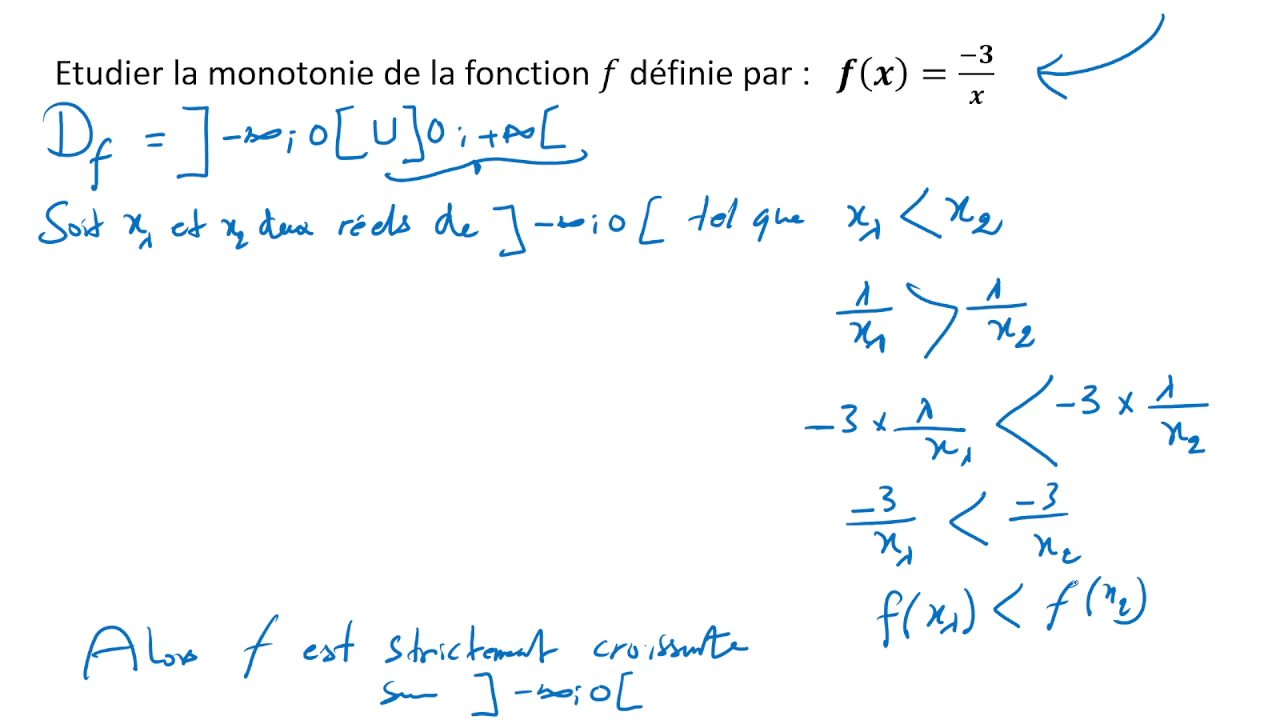 Etudier la monotonie de la fonction f définie par : f(x) = -3/x
Df = ]-∞; 0[ U ]0; +∞[
Soit x1 et x2 deux réels de ]-∞; 0[ tel que x1 < x2
1/x1 > 1/x2
-3 × 1/x1 < -3 × 1/x2
-3/x1 < -3/x2
f(x1) < f(x2)
Alors f est strictement croissante
sur ]-∞; 0[